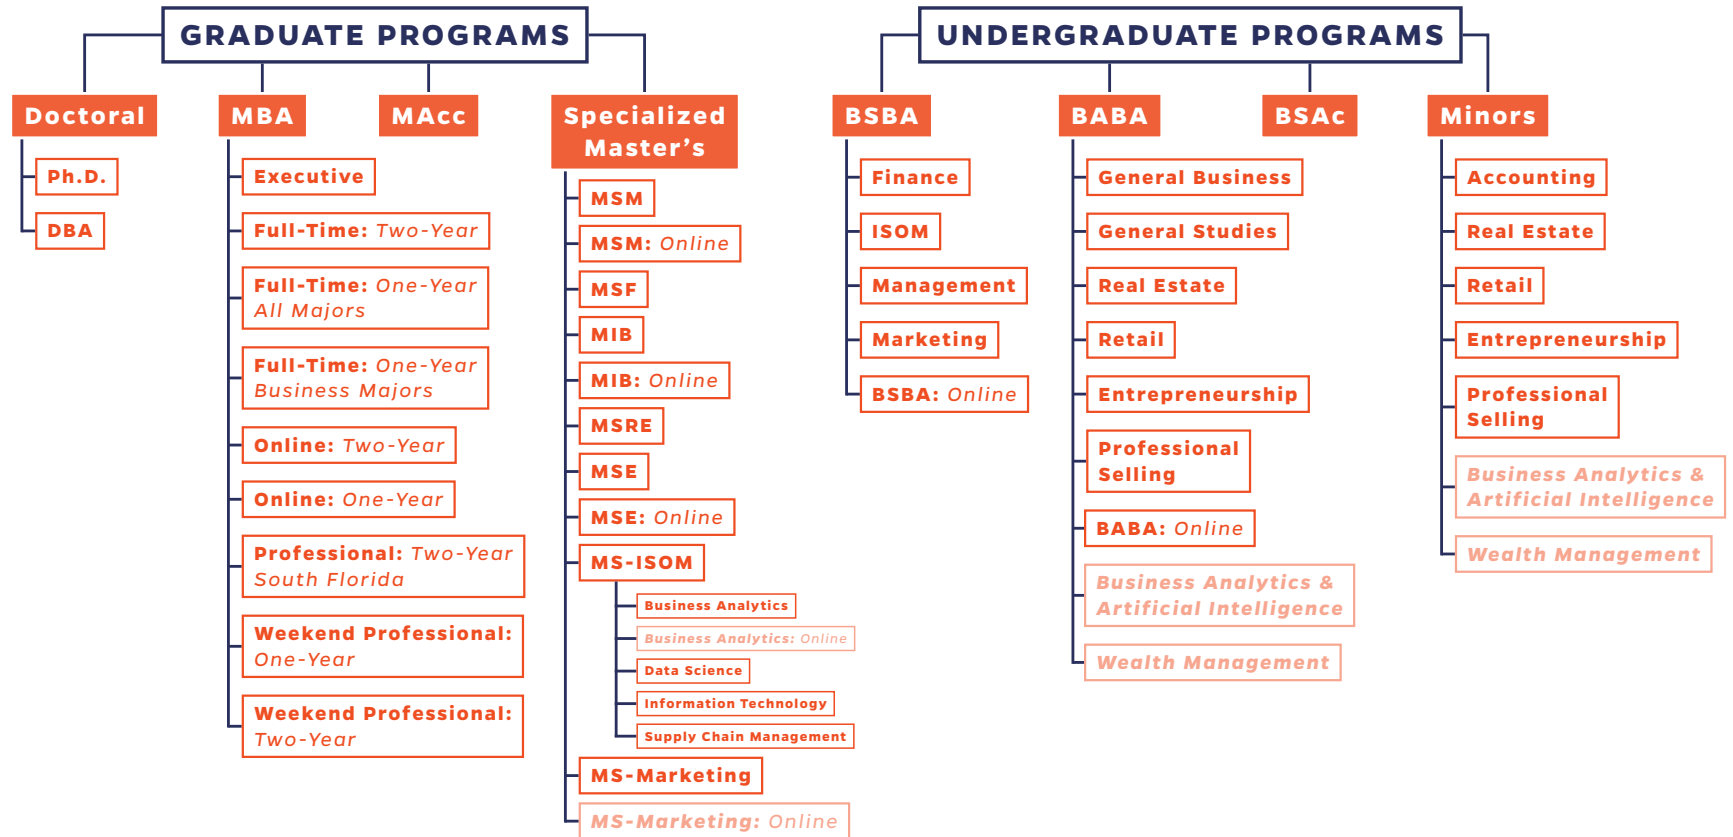 GRADUATE PROGRAMS
Doctoral
Ph.D.
DBA
MBA
Executive
Full-Time: Two-Year
Full-Time: One-Year
All Majors
Full-Time: One-Year
Business Majors
Online: Two-Year
Online: One-Year
Professional: Two-Year
South Florida
Weekend Professional:
One-Year
Weekend Professional:
Two-Year
MAcc
Specialized
Master’s
MSM
MSM: Online
MSF
MIB
MIB: Online
MSRE
MSE
MSE: Online
MS-ISOM
Business Analytics
Business Analytics: Online
Data Science
Information Technology
Supply Chain Management
MS-Marketing
MS-Marketing: Online
UNDERGRADUATE PROGRAMS
BSBA
Finance
ISOM
Management
Marketing
BSBA: Online
BABA
General Business
General Studies
Real Estate
Retail
Entrepreneurship
Professional
Selling
BABA: Online
Business Analytics &
Artificial Intelligence
Wealth Management
BSAc
Minors
Accounting
Real Estate
Retail
Entrepreneurship
Professional
Selling
Business Analytics &
Artificial Intelligence
Wealth Management